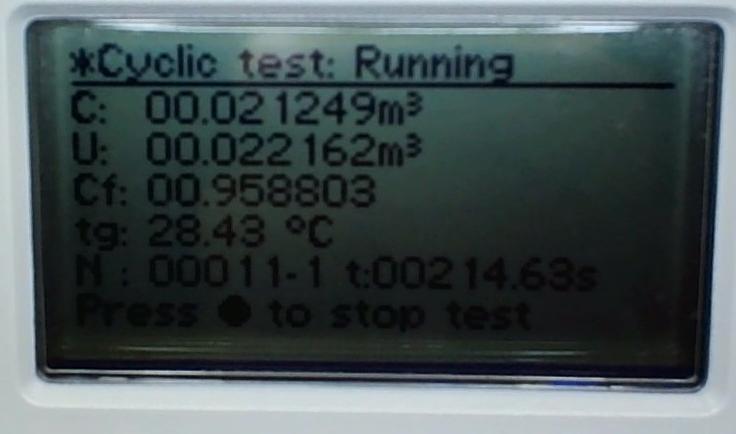 *Cyclic test: Running
C: 00.021249m³
U: 00.022162m³
Cf: 00.958803
tg: 28.43 °C
N : 00011-1 t:00214.63s
Press ● to stop test